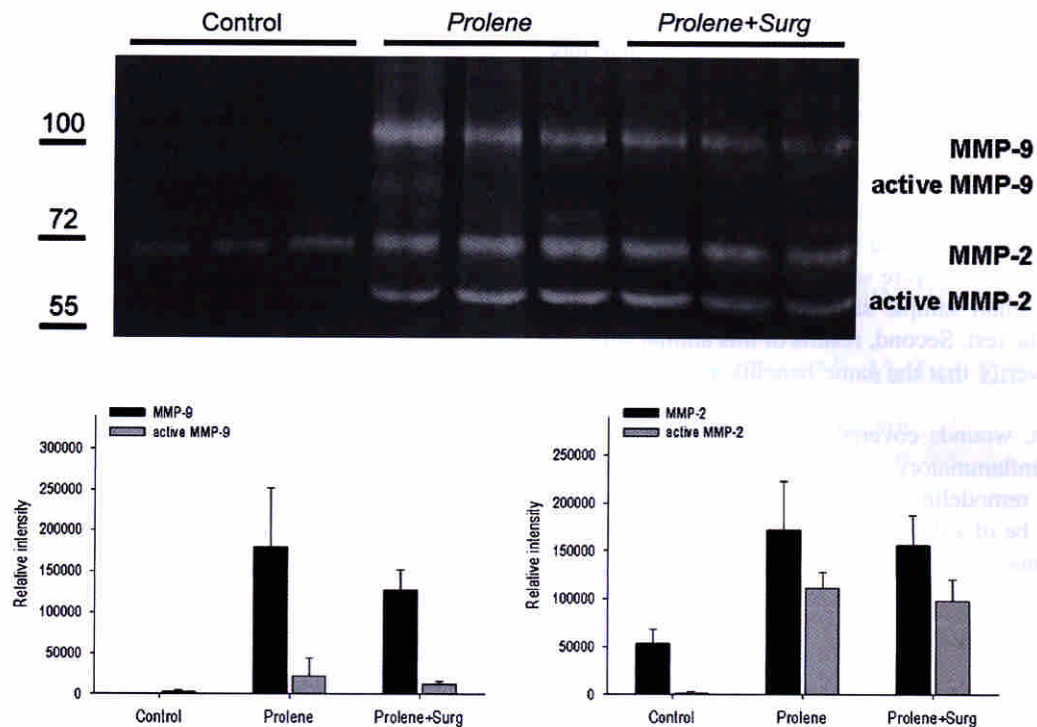 Control Prolene Prolene+Surg
100
MMP-9
active MMP-9
72
MMP-2
active MMP-2
55
MMP-9
active MMP-9
Relative intensity
300000
250000
200000
150000
100000
50000
0
Control Prolene Prolene+Surg
MMP-2
active MMP-2
Relative intensity
250000
200000
150000
100000
50000
0
Control Prolene Prolene+Surg